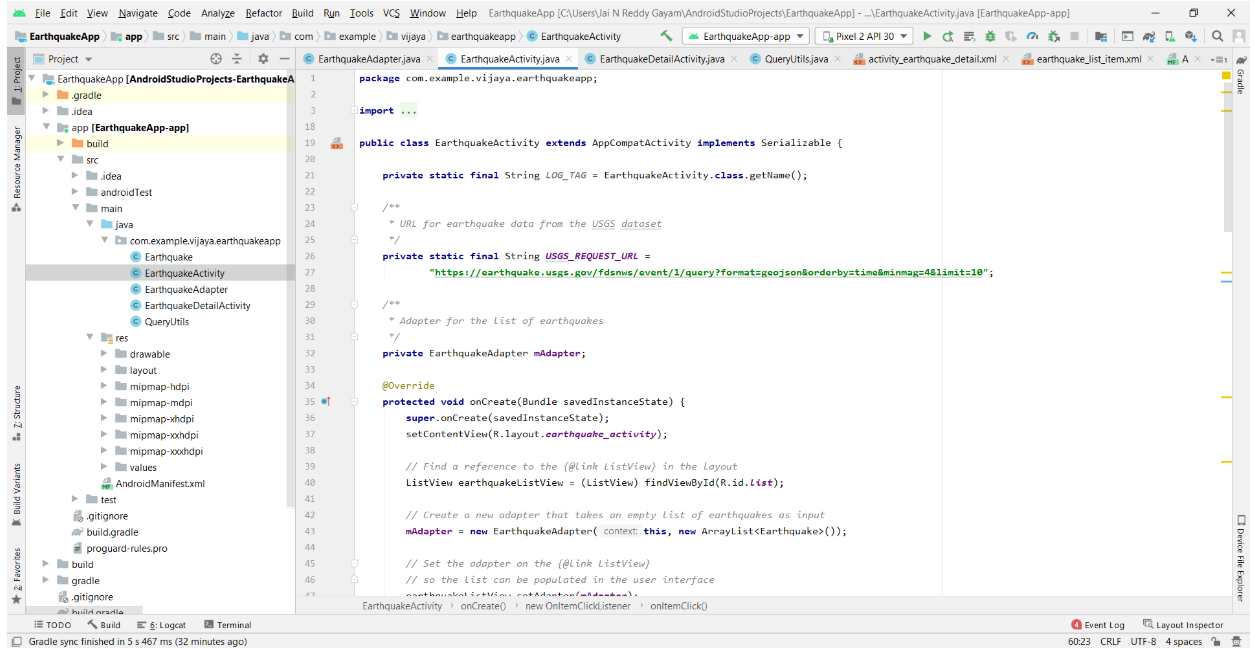 File Edit View Navigate Code Analyze Refactor Build Run Tools VCS Window Help EarthquakeApp [C:\Users\Jai N Reddy Gayam\AndroidStudioProjects\EarthquakeApp] - ...\EarthquakeActivity.java [EarthquakeApp-app]
EarthquakeApp app src main java com example vijaya earthquakeapp EarthquakeActivity EarthquakeApp-app Pixel 2 API 30
Project EarthquakeAdapter.java EarthquakeActivity.java EarthquakeDetailActivity.java QueryUtils.java activity_earthquake_detail.xml earthquake_list_item.xml A
1: Project
Resource Manager
Z: Structure
Build Variants
2: Favorites
EarthquakeApp [AndroidStudioProjects-EarthquakeA
.gradle
.idea
app [EarthquakeApp-app]
build
src
.idea
androidTest
main
java
com.example.vijaya.earthquakeapp
Earthquake
EarthquakeActivity
EarthquakeAdapter
EarthquakeDetailActivity
QueryUtils
res
drawable
layout
mipmap-hdpi
mipmap-mdpi
mipmap-xhdpi
mipmap-xxhdpi
mipmap-xxxhdpi
values
AndroidManifest.xml
test
.gitignore
build.gradle
proguard-rules.pro
build
gradle
.gitignore
build.gradle
1 package com.example.vijaya.earthquakeapp;
2
3 import ...
18
19 public class EarthquakeActivity extends AppCompatActivity implements Serializable {
20
21 private static final String LOG_TAG = EarthquakeActivity.class.getName();
22
23 /**
24 * URL for earthquake data from the USGS dataset
25 */
26 private static final String USGS_REQUEST_URL =
27 "https://earthquake.usgs.gov/fdsnws/event/1/query?format=geojson&orderby=time&minmag=4&limit=10";
28
29 /**
30 * Adapter for the list of earthquakes
31 */
32 private EarthquakeAdapter mAdapter;
33
34 @Override
35 protected void onCreate(Bundle savedInstanceState) {
36 super.onCreate(savedInstanceState);
37 setContentView(R.layout.earthquake_activity);
38
39 // Find a reference to the {@link ListView} in the layout
40 ListView earthquakeListView = (ListView) findViewById(R.id.list);
41
42 // Create a new adapter that takes an empty list of earthquakes as input
43 mAdapter = new EarthquakeAdapter( context: this, new ArrayList<Earthquake>());
44
45 // Set the adapter on the {@link ListView}
46 // so the list can be populated in the user interface
47 earthquakeListView.setAdapter(mAdapter);
EarthquakeActivity › onCreate() › new OnItemClickListener › onItemClick()
Gradle
Device File Explorer
TODO Build 6: Logcat Terminal 4 Event Log Layout Inspector
Gradle sync finished in 5 s 467 ms (32 minutes ago) 60:23 CRLF UTF-8 4 spaces